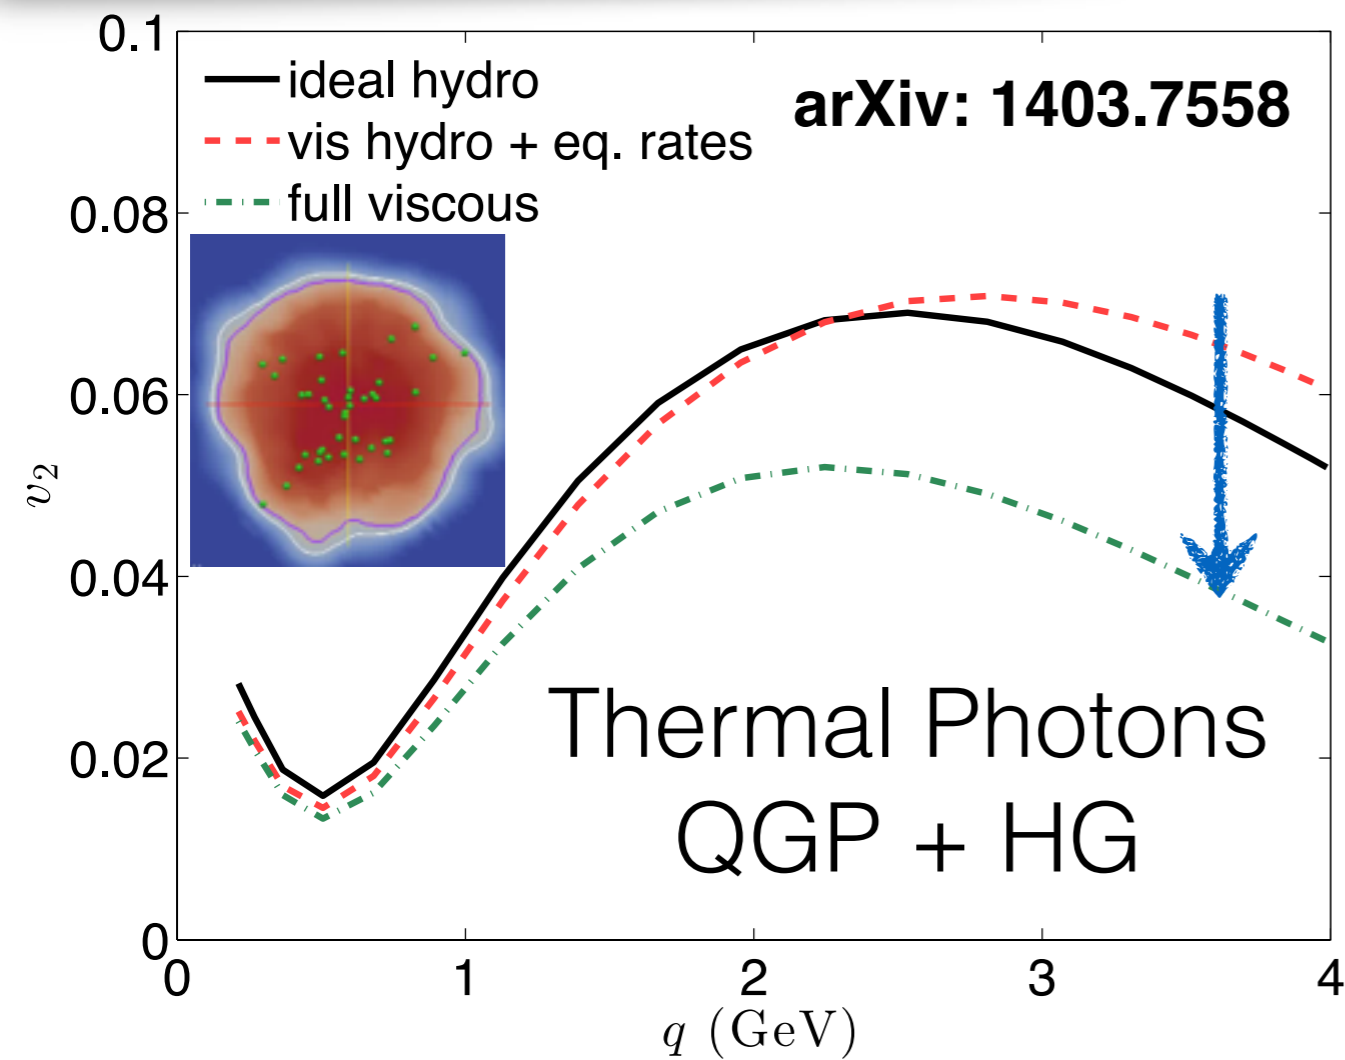 0.1
ideal hydro
arXiv: 1403.7558
vis hydro + eq. rates
full viscous
0.08
0.06
0.04
0.02
0
v2
Thermal Photons
QGP + HG
0 1 2 3 4
q (GeV)